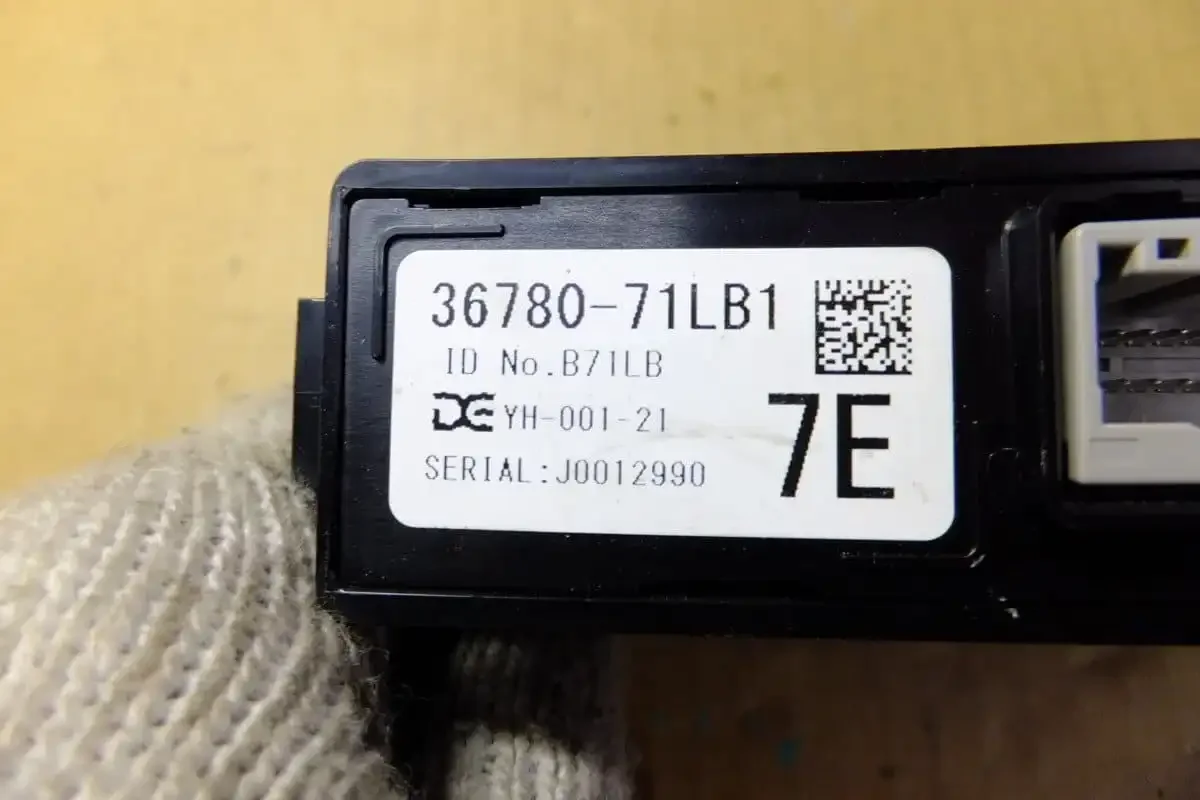 36780-71LB1
ID No.B71LB
YH-001-21
7E
SERIAL:J0012990